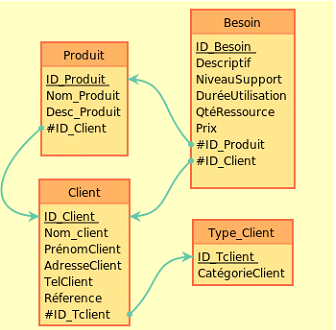 Produit
ID_Produit
Nom_Produit
Desc_Produit
#ID_Client
Besoin
ID_Besoin
Descriptif
NiveauSupport
DuréeUtilisation
QtéRessource
Prix
#ID_Produit
#ID_Client
Client
ID_Client
Nom_client
PrénomClient
AdresseClient
TelClient
Réference
#ID_Tclient
Type_Client
ID_Tclient
CatégorieClient